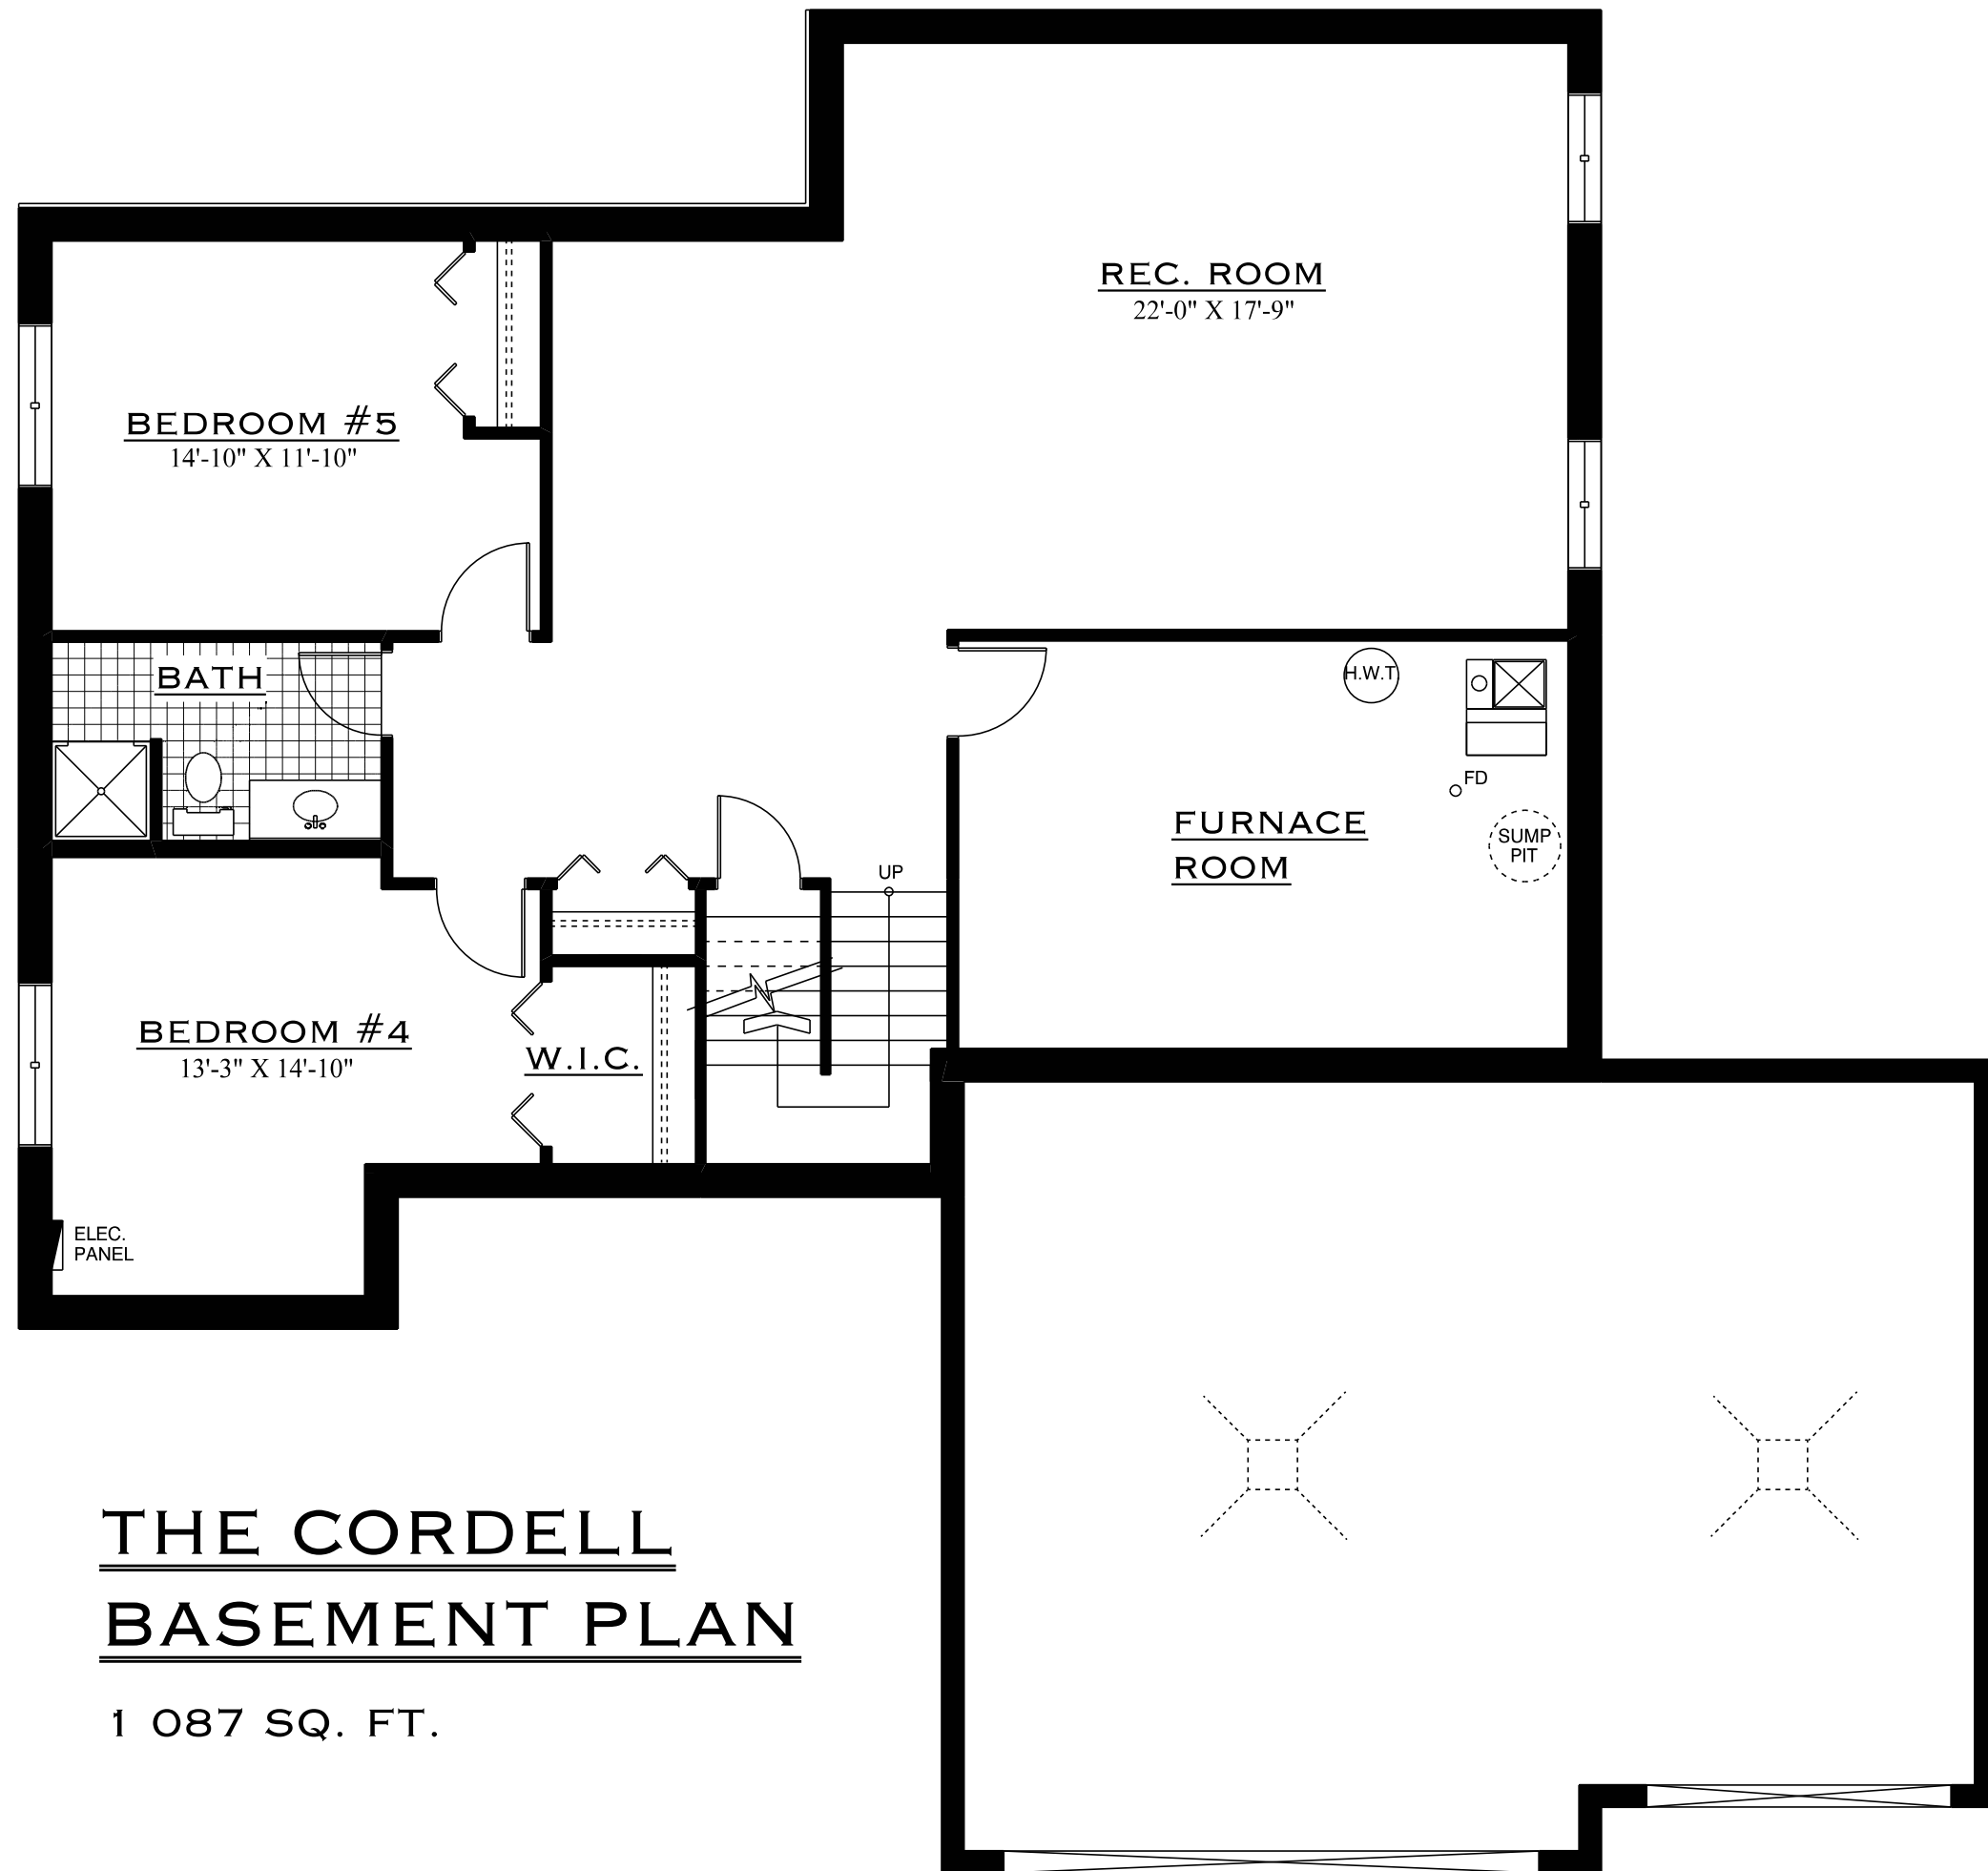 REC. ROOM
22'-0" X 17'-9"
BEDROOM #5
14'-10" X 11'-10"
BATH
H.W.T.
FD
SUMP
PIT
FURNACE
ROOM
UP
BEDROOM #4
13'-3" X 14'-10"
W.I.C.
ELEC.
PANEL
THE CORDELL
BASEMENT PLAN
1 087 SQ. FT.